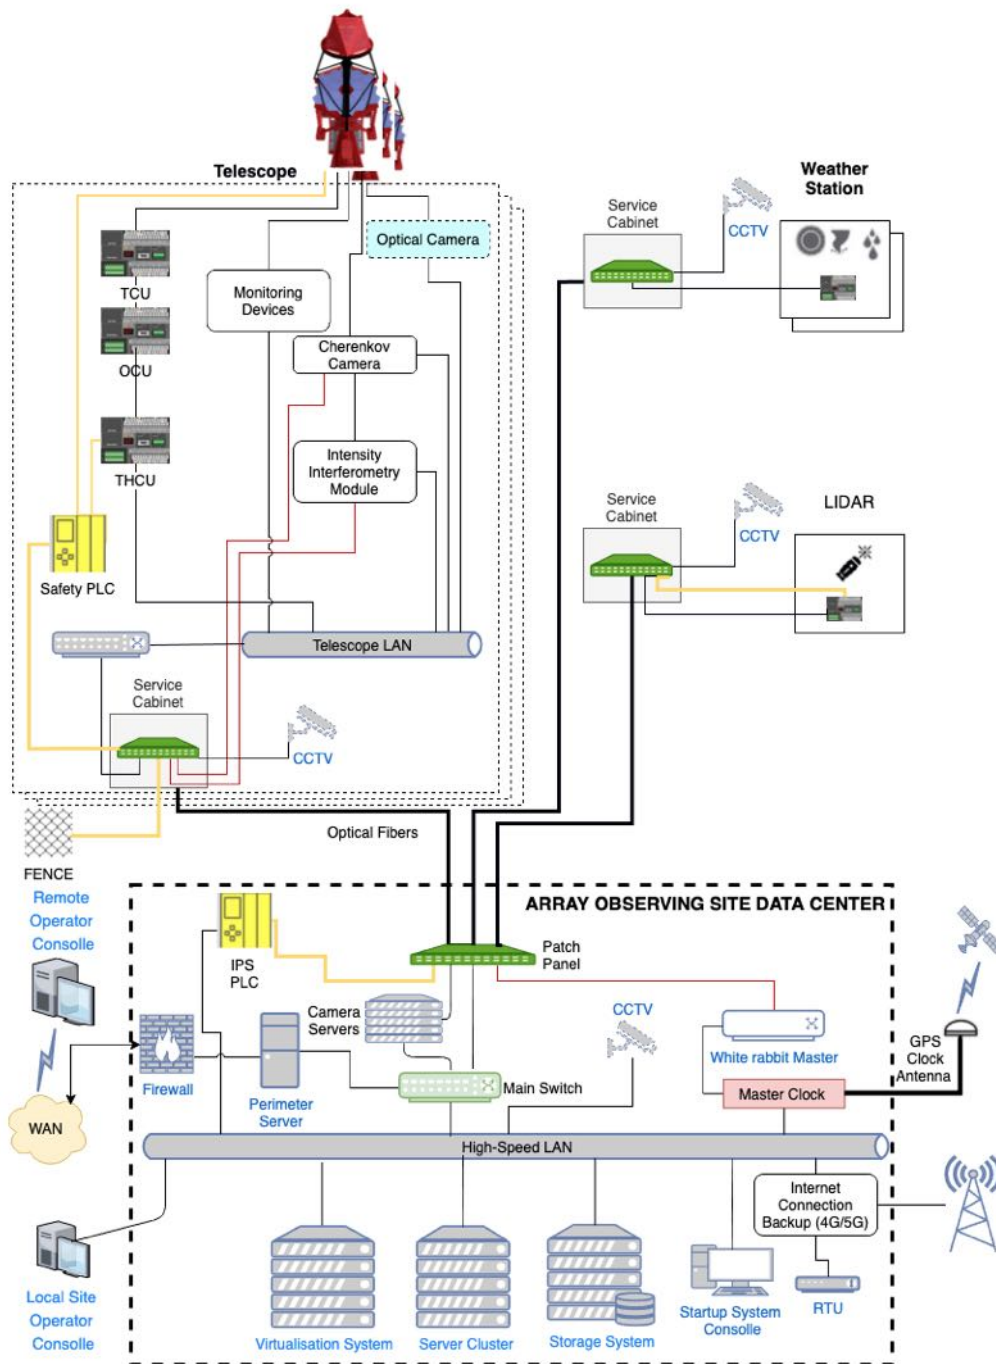 Telescope
Weather
Station
Service
Cabinet
CCTV
Optical Camera
TCU
Monitoring
Devices
OCU
Cherenkov
Camera
THCU
Intensity
Interferometry
Module
Safety PLC
Service
Cabinet
CCTV
LIDAR
Telescope LAN
Service
Cabinet
CCTV
Optical Fibers
FENCE
Remote
Operator
Consolle
ARRAY OBSERVING SITE DATA CENTER
IPS
PLC
Patch
Panel
Camera
Servers
CCTV
White rabbit Master
GPS
Clock
Antenna
Firewall
Perimeter
Server
Main Switch
Master Clock
WAN
High-Speed LAN
Internet
Connection
Backup (4G/5G)
Local Site
Operator
Consolle
Virtualisation System
Server Cluster
Storage System
Startup System
Consolle
RTU